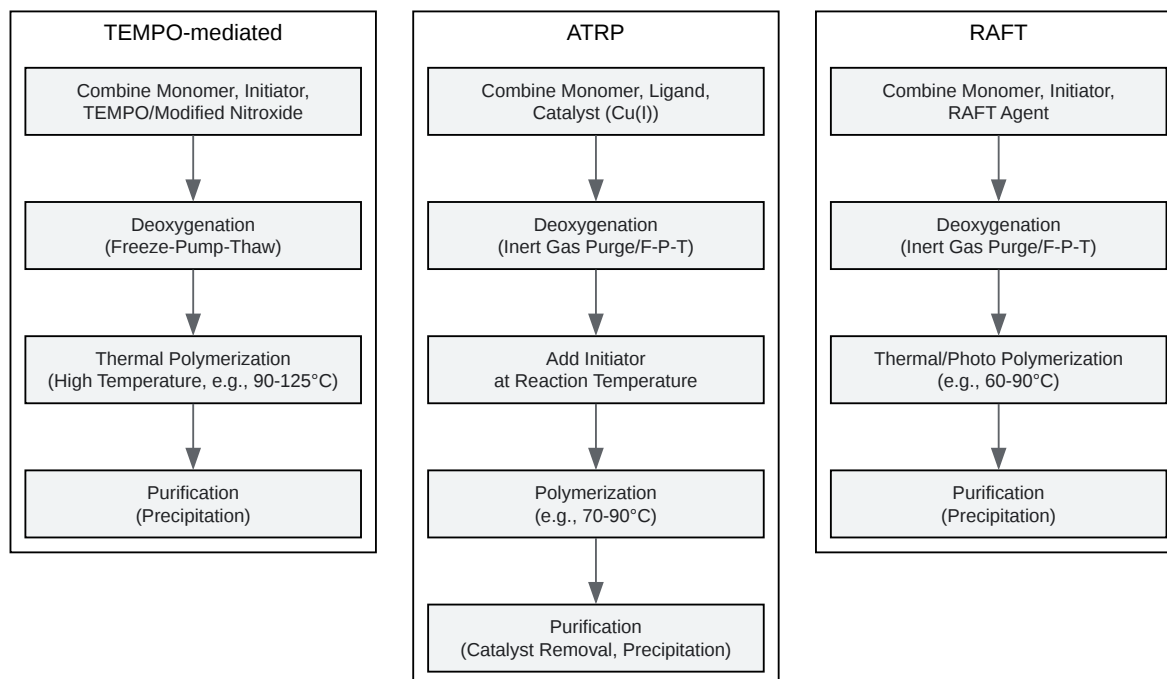 TEMPO-mediated
Combine Monomer, Initiator,
TEMPO/Modified Nitroxide
Deoxygenation
(Freeze-Pump-Thaw)
Thermal Polymerization
(High Temperature, e.g., 90-125°C)
Purification
(Precipitation)
ATRP
Combine Monomer, Ligand,
Catalyst (Cu(I))
Deoxygenation
(Inert Gas Purge/F-P-T)
Add Initiator
at Reaction Temperature
Polymerization
(e.g., 70-90°C)
Purification
(Catalyst Removal, Precipitation)
RAFT
Combine Monomer, Initiator,
RAFT Agent
Deoxygenation
(Inert Gas Purge/F-P-T)
Thermal/Photo Polymerization
(e.g., 60-90°C)
Purification
(Precipitation)